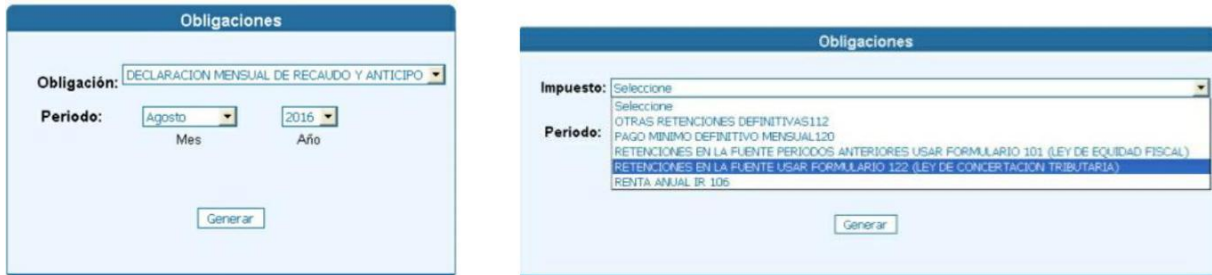 Obligaciones
Obligación: DECLARACION MENSUAL DE RECAUDO Y ANTICIPO
Periodo: Agosto 2016
Mes Año
Generar
Obligaciones
Impuesto: Seleccione
Seleccione
OTRAS RETENCIONES DEFINITIVAS112
Periodo: PAGO MINIMO DEFINITIVO MENSUAL120
RETENCIONES EN LA FUENTE PERIODOS ANTERIORES USAR FORMULARIO 101 (LEY DE EQUIDAD FISCAL)
RETENCIONES EN LA FUENTE USAR FORMULARIO 122 (LEY DE CONCERTACION TRIBUTARIA)
RENTA ANUAL IR 106
Generar